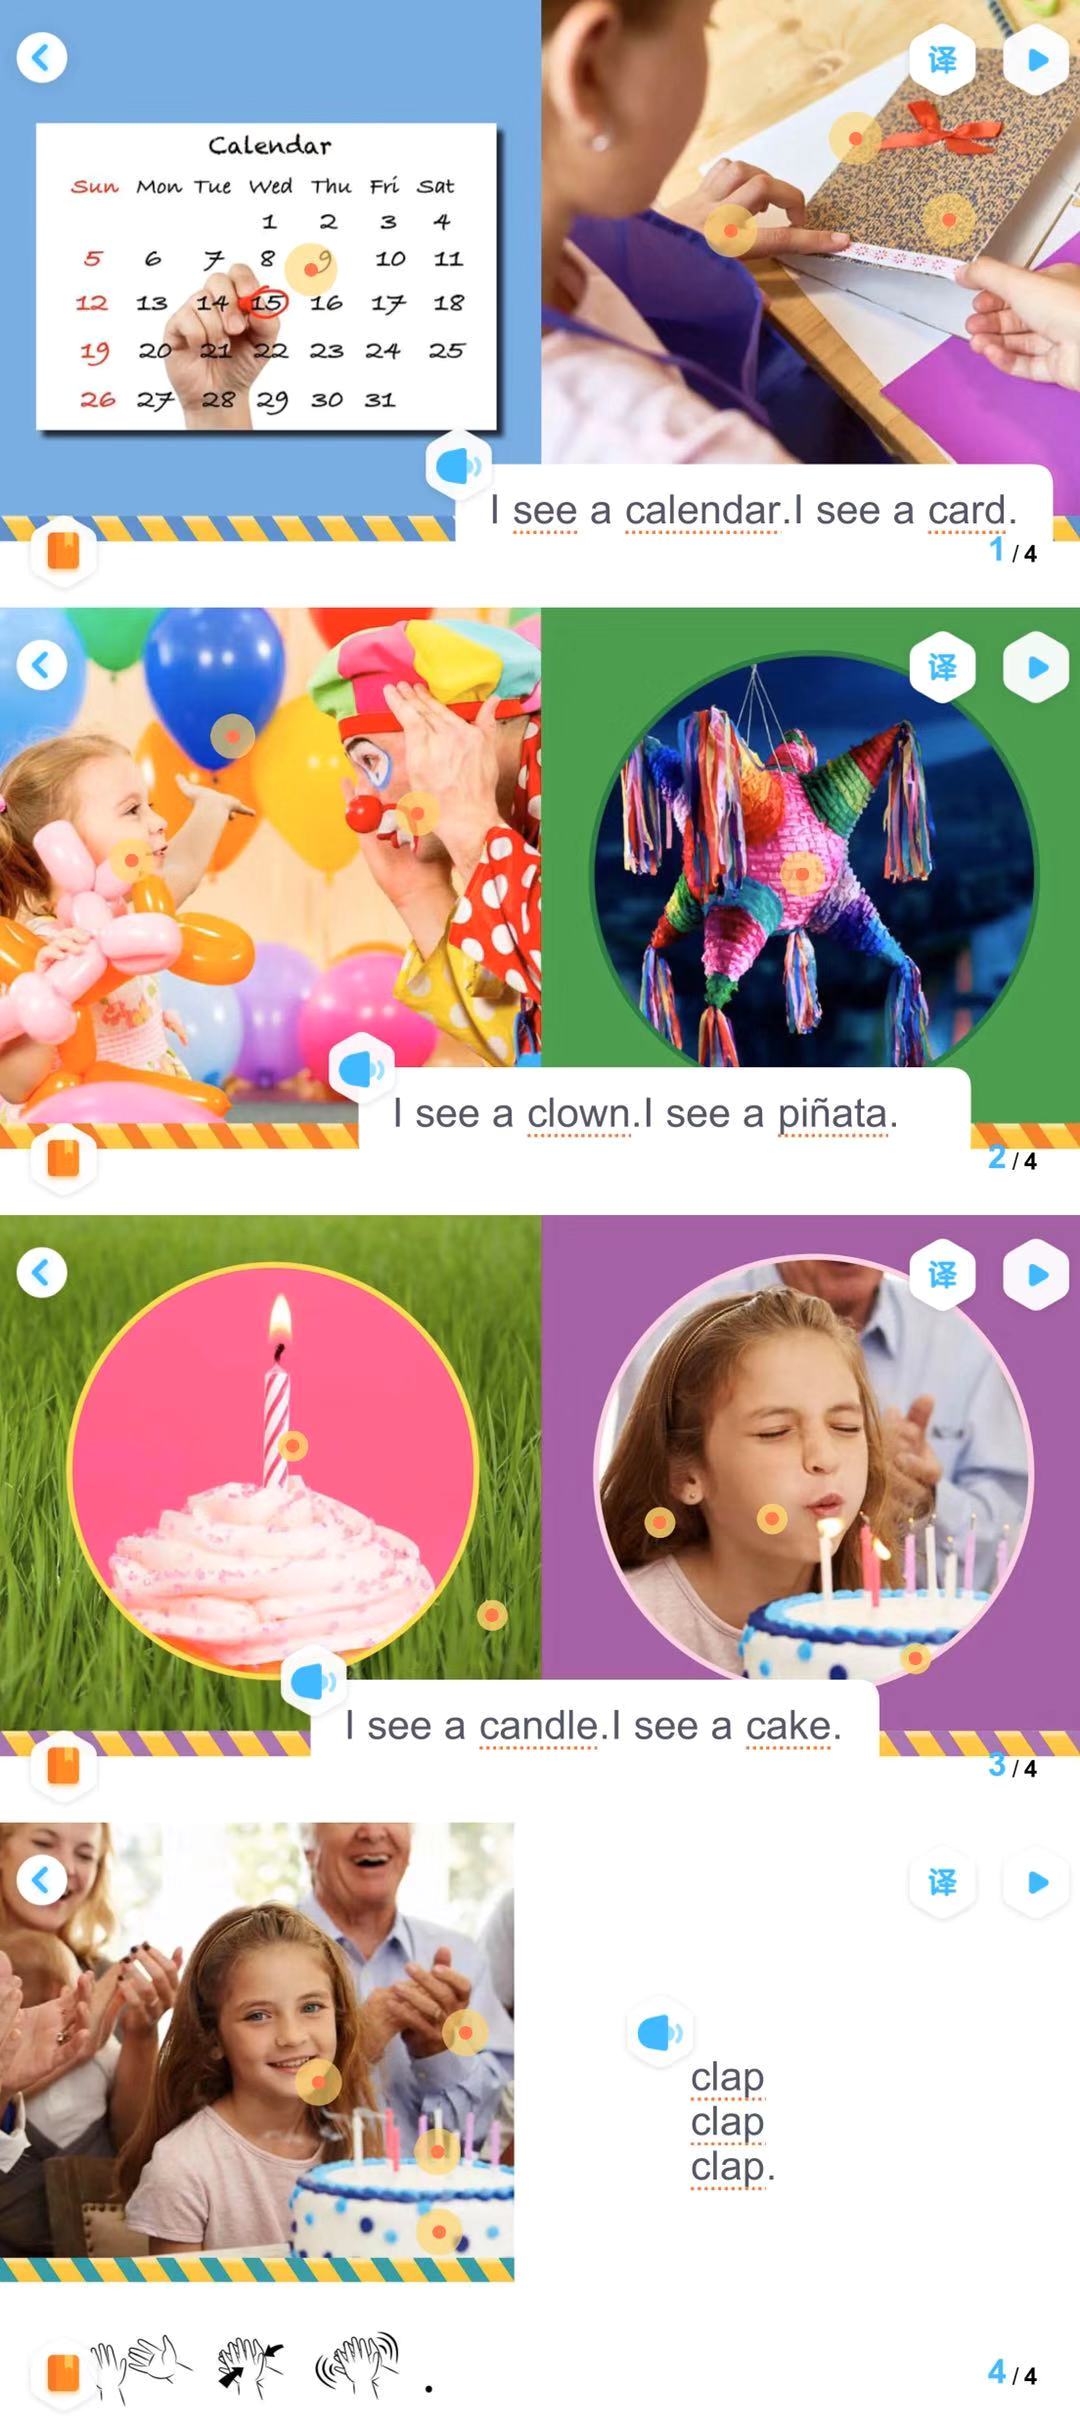 译
Calendar
Sun Mon Tue Wed Thu Fri Sat
1 2 3 4
5 6 7 8 9 10 11
12 13 14 15 16 17 18
19 20 21 22 23 24 25
26 27 28 29 30 31
I see a calendar.I see a card.
1/4
译
I see a clown.I see a piñata.
2/4
译
I see a candle.I see a cake.
3/4
译
clap
clap
clap.
.
4/4